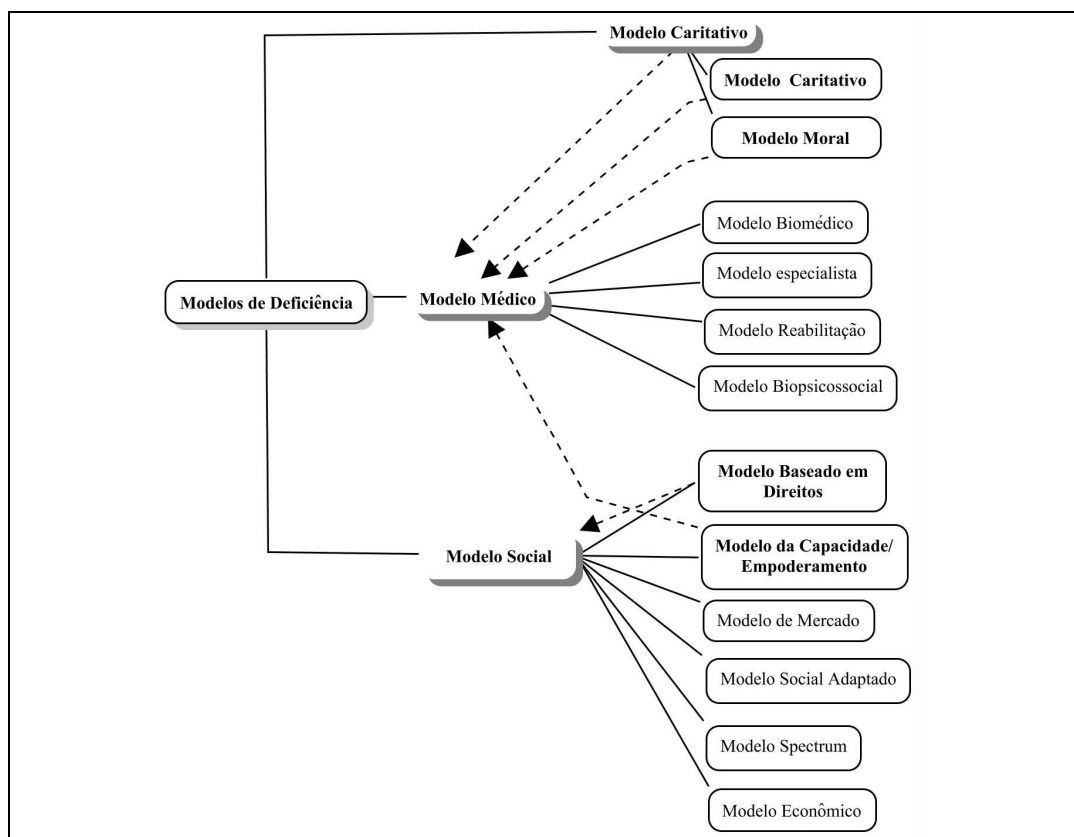 Modelo Caritativo
Modelo Caritativo
Modelo Moral
Modelo Biomédico
Modelo especialista
Modelos de Deficiência
Modelo Médico
Modelo Reabilitação
Modelo Biopsicossocial
Modelo Baseado em
Direitos
Modelo Social
Modelo da Capacidade/
Empoderamento
Modelo de Mercado
Modelo Social Adaptado
Modelo Spectrum
Modelo Econômico